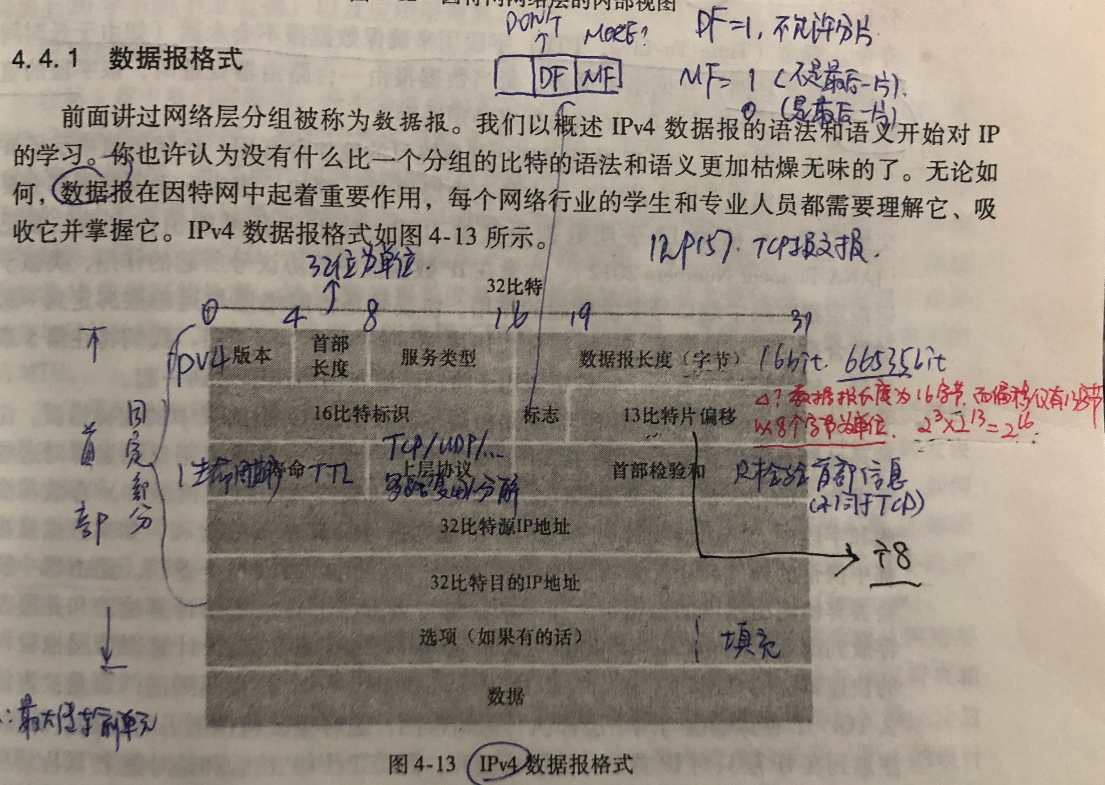 因特网网络层的内部视图
DON'T MORE? DF=1, 不允许分片
4.4.1 数据报格式
DF MF
MF= 1 (不是最后一片).
0 (是最后一片)
前面讲过网络层分组被称为数据报。我们以概述 IPv4 数据报的语法和语义开始对 IP
的学习。你也许认为没有什么比一个分组的比特的语法和语义更加枯燥无味的了。无论如
何，数据报在因特网中起着重要作用，每个网络行业的学生和专业人员都需要理解它、吸
收它并掌握它。IPv4 数据报格式如图 4-13 所示。
P157. TCP报文报.
32位为单位.
32比特
0 4 8 16 19 31
IPV4 版本 首部长度 服务类型 数据报长度（字节） 16bit. 66535bit
16比特标识 标志 13比特片偏移
△? 数据报长度为16字节, 而偏移仅有13字节
以8个字节为单位. 2^3×2^13=2^16
首部
固定部分
生命周期 寿命 TTL
TCP/UDP/...
上层协议
分解
首部检验和
只检验首部信息
(不同于TCP)
32比特源IP地址
÷8
32比特目的IP地址
选项（如果有的话）
填充
数据
最大传输单元
图 4-13 IPv4 数据报格式